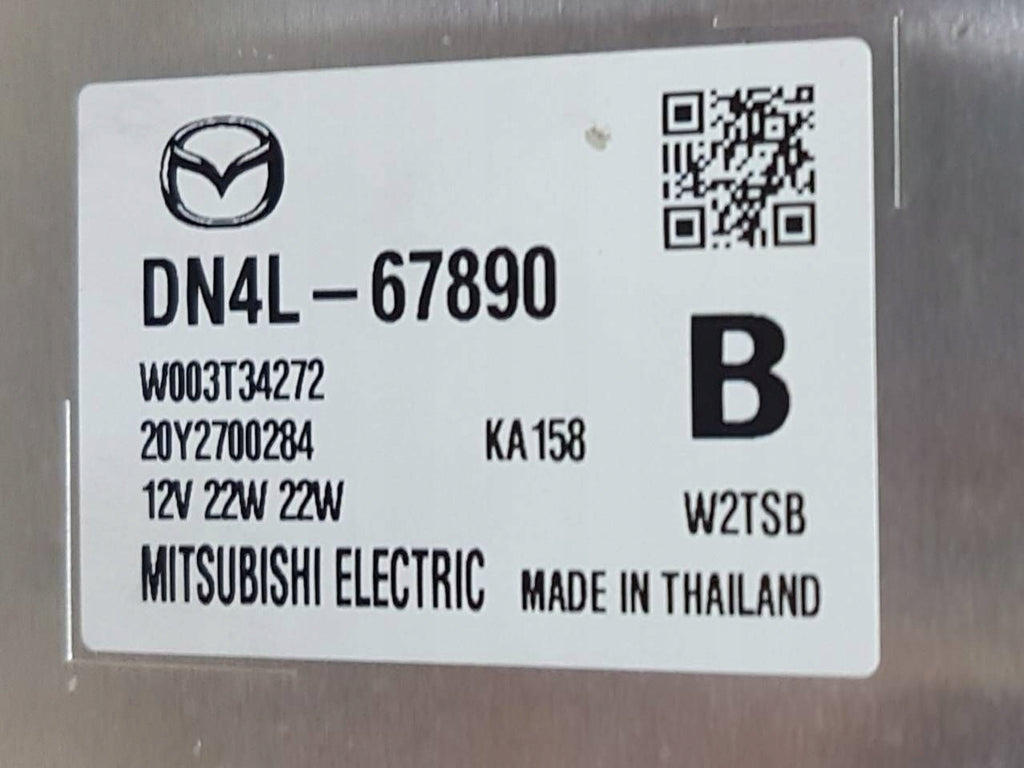 DN4L-67890
B
W003T34272
20Y2700284 KA158
12V 22W 22W
W2TSB
MITSUBISHI ELECTRIC MADE IN THAILAND